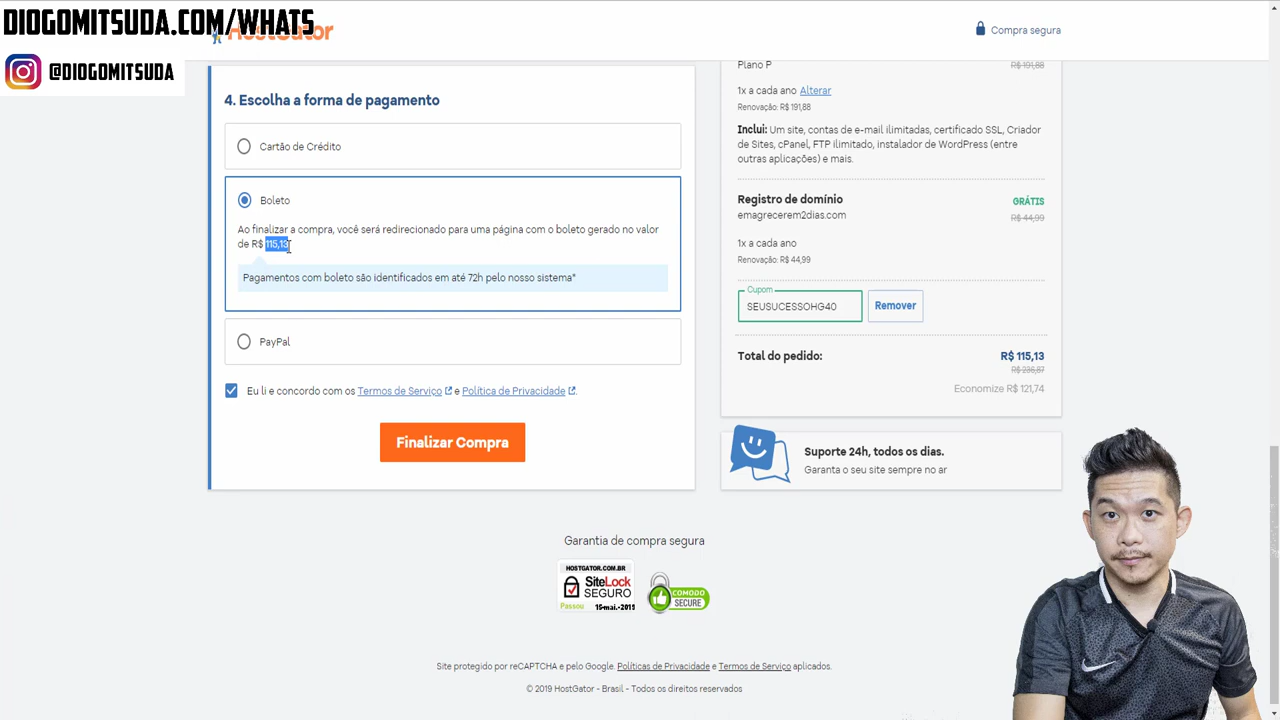 DIOGOMITSUDA.COM/WHATS
HostGator
@DIOGOMITSUDA
Compra segura
4. Escolha a forma de pagamento
Cartão de Crédito
Boleto
Ao finalizar a compra, você será redirecionado para uma página com o boleto gerado no valor
de R$ 115,13
Pagamentos com boleto são identificados em até 72h pelo nosso sistema*
PayPal
Eu li e concordo com os Termos de Serviço e Política de Privacidade.
Finalizar Compra
Plano P R$ 191,88
1x a cada ano Alterar
Renovação: R$ 191,88
Inclui: Um site, contas de e-mail ilimitadas, certificado SSL, Criador
de Sites, cPanel, FTP ilimitado, instalador de WordPress (entre
outras aplicações) e mais.
Registro de domínio GRÁTIS
emagrecerem2dias.com R$ 44,99
1x a cada ano
Renovação: R$ 44,99
Cupom
SEUSUCESSOHG40 Remover
Total do pedido: R$ 115,13
R$ 236,87
Economize R$ 121,74
Suporte 24h, todos os dias.
Garanta o seu site sempre no ar
Garantia de compra segura
HOSTGATOR.COM.BR
SiteLock
SEGURO
Passou 15-mai.-2019
COMODO
SECURE
Site protegido por reCAPTCHA e pelo Google. Políticas de Privacidade e Termos de Serviço aplicados.
© 2019 HostGator - Brasil - Todos os direitos reservados